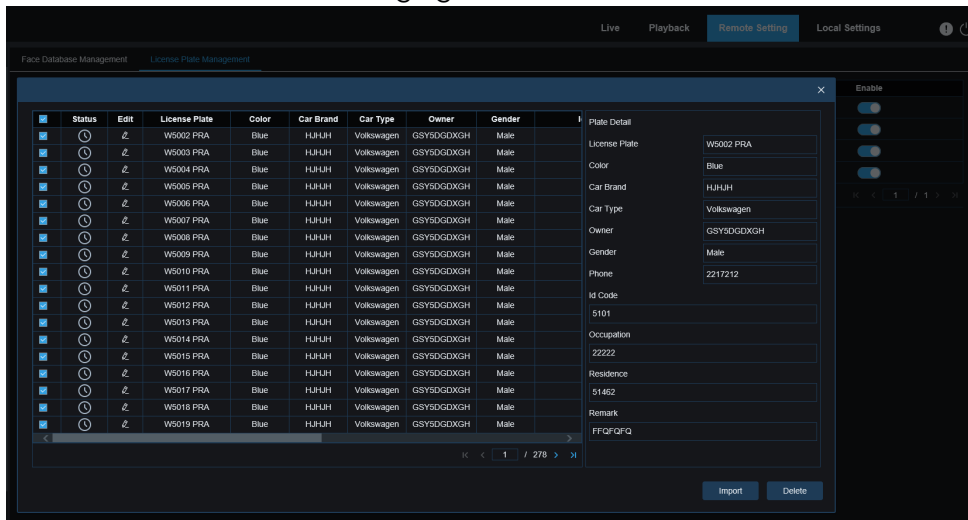 Live Playback Remote Setting Local Settings
Face Database Management License Plate Management
Enable
Status Edit License Plate Color Car Brand Car Type Owner Gender
W5002 PRA Blue HJHJH Volkswagen GSY5DGDXGH Male
W5003 PRA Blue HJHJH Volkswagen GSY5DGDXGH Male
W5004 PRA Blue HJHJH Volkswagen GSY5DGDXGH Male
W5005 PRA Blue HJHJH Volkswagen GSY5DGDXGH Male
W5006 PRA Blue HJHJH Volkswagen GSY5DGDXGH Male
W5007 PRA Blue HJHJH Volkswagen GSY5DGDXGH Male
W5008 PRA Blue HJHJH Volkswagen GSY5DGDXGH Male
W5009 PRA Blue HJHJH Volkswagen GSY5DGDXGH Male
W5010 PRA Blue HJHJH Volkswagen GSY5DGDXGH Male
W5011 PRA Blue HJHJH Volkswagen GSY5DGDXGH Male
W5012 PRA Blue HJHJH Volkswagen GSY5DGDXGH Male
W5013 PRA Blue HJHJH Volkswagen GSY5DGDXGH Male
W5014 PRA Blue HJHJH Volkswagen GSY5DGDXGH Male
W5015 PRA Blue HJHJH Volkswagen GSY5DGDXGH Male
W5016 PRA Blue HJHJH Volkswagen GSY5DGDXGH Male
W5017 PRA Blue HJHJH Volkswagen GSY5DGDXGH Male
W5018 PRA Blue HJHJH Volkswagen GSY5DGDXGH Male
W5019 PRA Blue HJHJH Volkswagen GSY5DGDXGH Male
1 / 278
Plate Detail
License Plate W5002 PRA
Color Blue
Car Brand HJHJH
Car Type Volkswagen
Owner GSY5DGDXGH
Gender Male
Phone 2217212
Id Code
5101
Occupation
22222
Residence
51462
Remark
FFQFQFQ
1 / 1
Import Delete